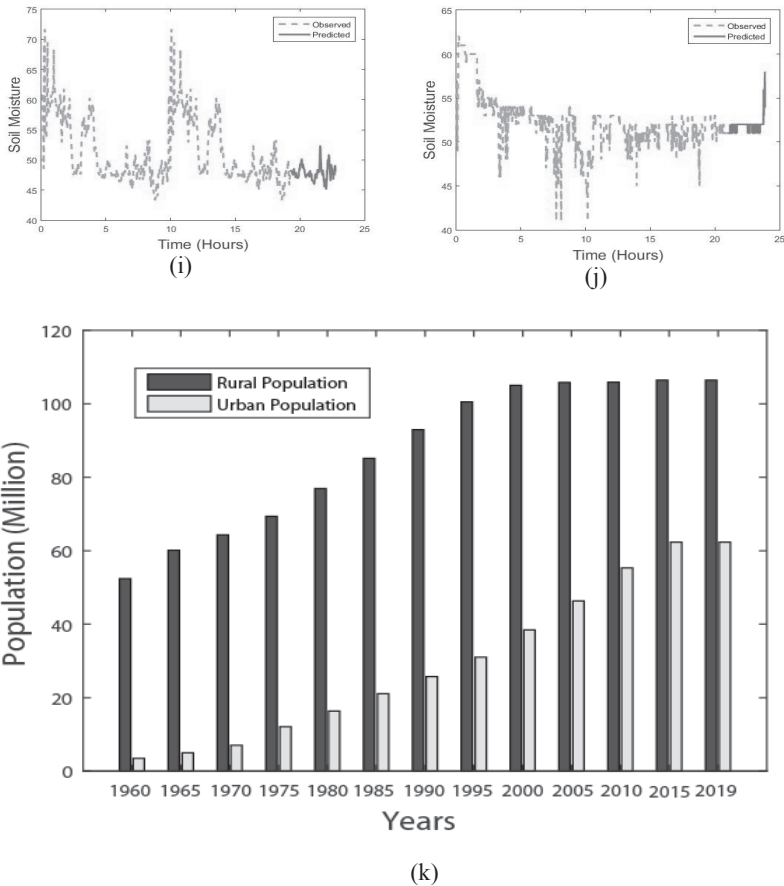 75
70
65
60
55
50
45
40
Soil Moisture
Observed
Predicted
0 5 10 15 20 25
Time (Hours)
(i)
65
60
55
50
45
40
Soil Moisture
Observed
Predicted
0 5 10 15 20 25
Time (Hours)
(j)
120
100
80
60
40
20
0
Population (Million)
Rural Population
Urban Population
1960 1965 1970 1975 1980 1985 1990 1995 2000 2005 2010 2015 2019
Years
(k)